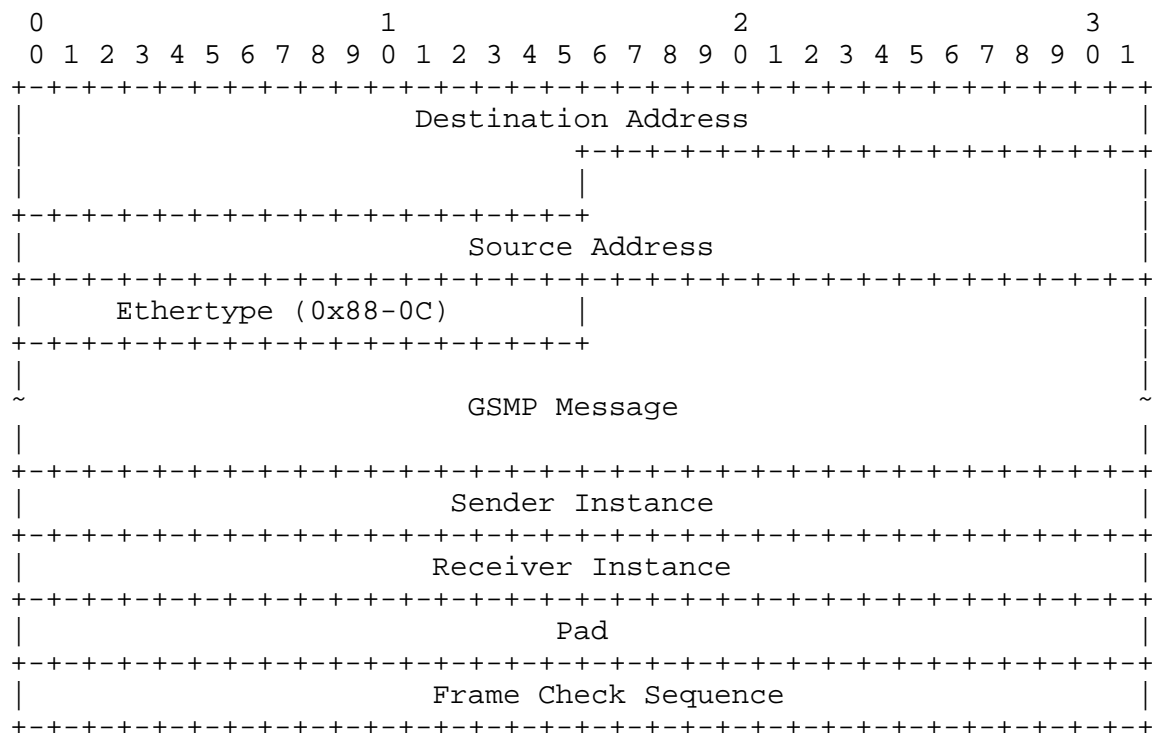 0                   1                   2                   3
 0 1 2 3 4 5 6 7 8 9 0 1 2 3 4 5 6 7 8 9 0 1 2 3 4 5 6 7 8 9 0 1
+-+-+-+-+-+-+-+-+-+-+-+-+-+-+-+-+-+-+-+-+-+-+-+-+-+-+-+-+-+-+-+-+
|                      Destination Address                      |
|                               +-+-+-+-+-+-+-+-+-+-+-+-+-+-+-+-+
|                               |                               |
+-+-+-+-+-+-+-+-+-+-+-+-+-+-+-+-+                               |
|                         Source Address                        |
+-+-+-+-+-+-+-+-+-+-+-+-+-+-+-+-+-+-+-+-+-+-+-+-+-+-+-+-+-+-+-+-+
|     Ethertype (0x88-0C)       |                               |
+-+-+-+-+-+-+-+-+-+-+-+-+-+-+-+-+                               |
|                                                               |
~                         GSMP Message                          ~
|                                                               |
+-+-+-+-+-+-+-+-+-+-+-+-+-+-+-+-+-+-+-+-+-+-+-+-+-+-+-+-+-+-+-+-+
|                        Sender Instance                        |
+-+-+-+-+-+-+-+-+-+-+-+-+-+-+-+-+-+-+-+-+-+-+-+-+-+-+-+-+-+-+-+-+
|                       Receiver Instance                       |
+-+-+-+-+-+-+-+-+-+-+-+-+-+-+-+-+-+-+-+-+-+-+-+-+-+-+-+-+-+-+-+-+
|                              Pad                              |
+-+-+-+-+-+-+-+-+-+-+-+-+-+-+-+-+-+-+-+-+-+-+-+-+-+-+-+-+-+-+-+-+
|                       Frame Check Sequence                    |
+-+-+-+-+-+-+-+-+-+-+-+-+-+-+-+-+-+-+-+-+-+-+-+-+-+-+-+-+-+-+-+-+